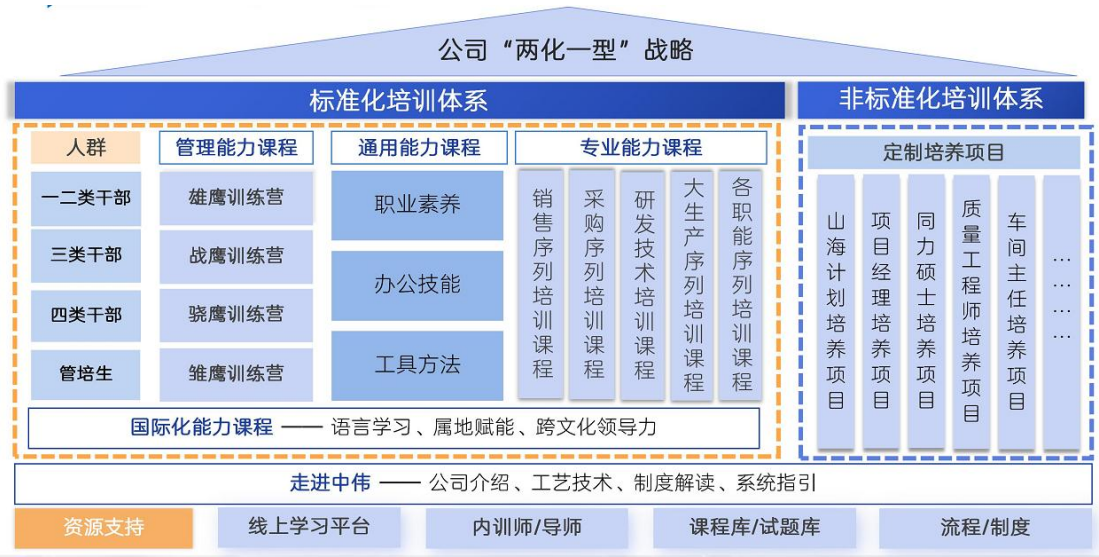 公司“两化一型”战略
标准化培训体系
非标准化培训体系
人群
管理能力课程
通用能力课程
专业能力课程
一二类干部
雄鹰训练营
三类干部
战鹰训练营
四类干部
骁鹰训练营
管培生
雏鹰训练营
职业素养
办公技能
工具方法
销售序列培训课程
采购序列培训课程
研发技术培训课程
大生产序列培训课程
各职能序列培训课程
国际化能力课程 —— 语言学习、属地赋能、跨文化领导力
定制培养项目
山海计划培养项目
项目经理培养项目
同力硕士培养项目
质量工程师培养项目
车间主任培养项目
…………
走进中伟 —— 公司介绍、工艺技术、制度解读、系统指引
资源支持
线上学习平台
内训师/导师
课程库/试题库
流程/制度